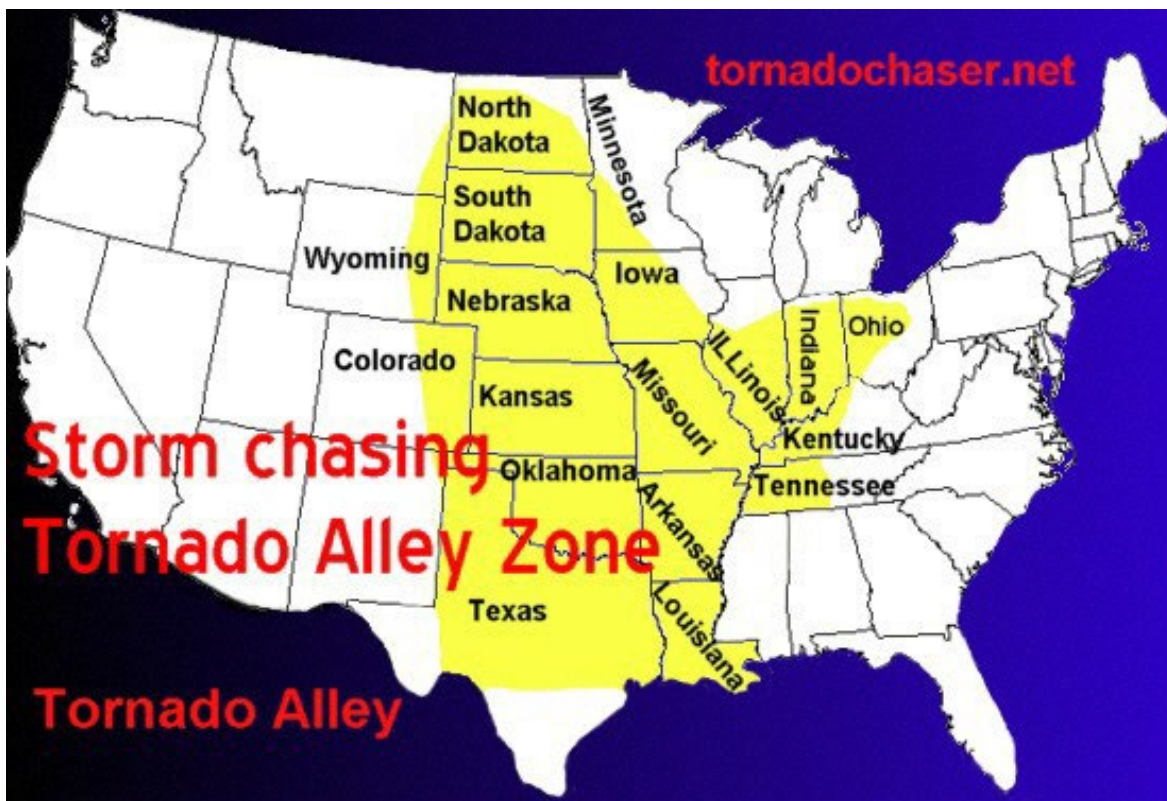 tornadochaser.net
North
Dakota
Minnesota
South
Dakota
Wyoming
Iowa
Nebraska
Indiana
Ohio
ILLinois
Colorado
Kansas
Missouri
Kentucky
Storm chasing
Oklahoma
Tennessee
Arkansas
Tornado Alley Zone
Texas
Louisiana
Tornado Alley